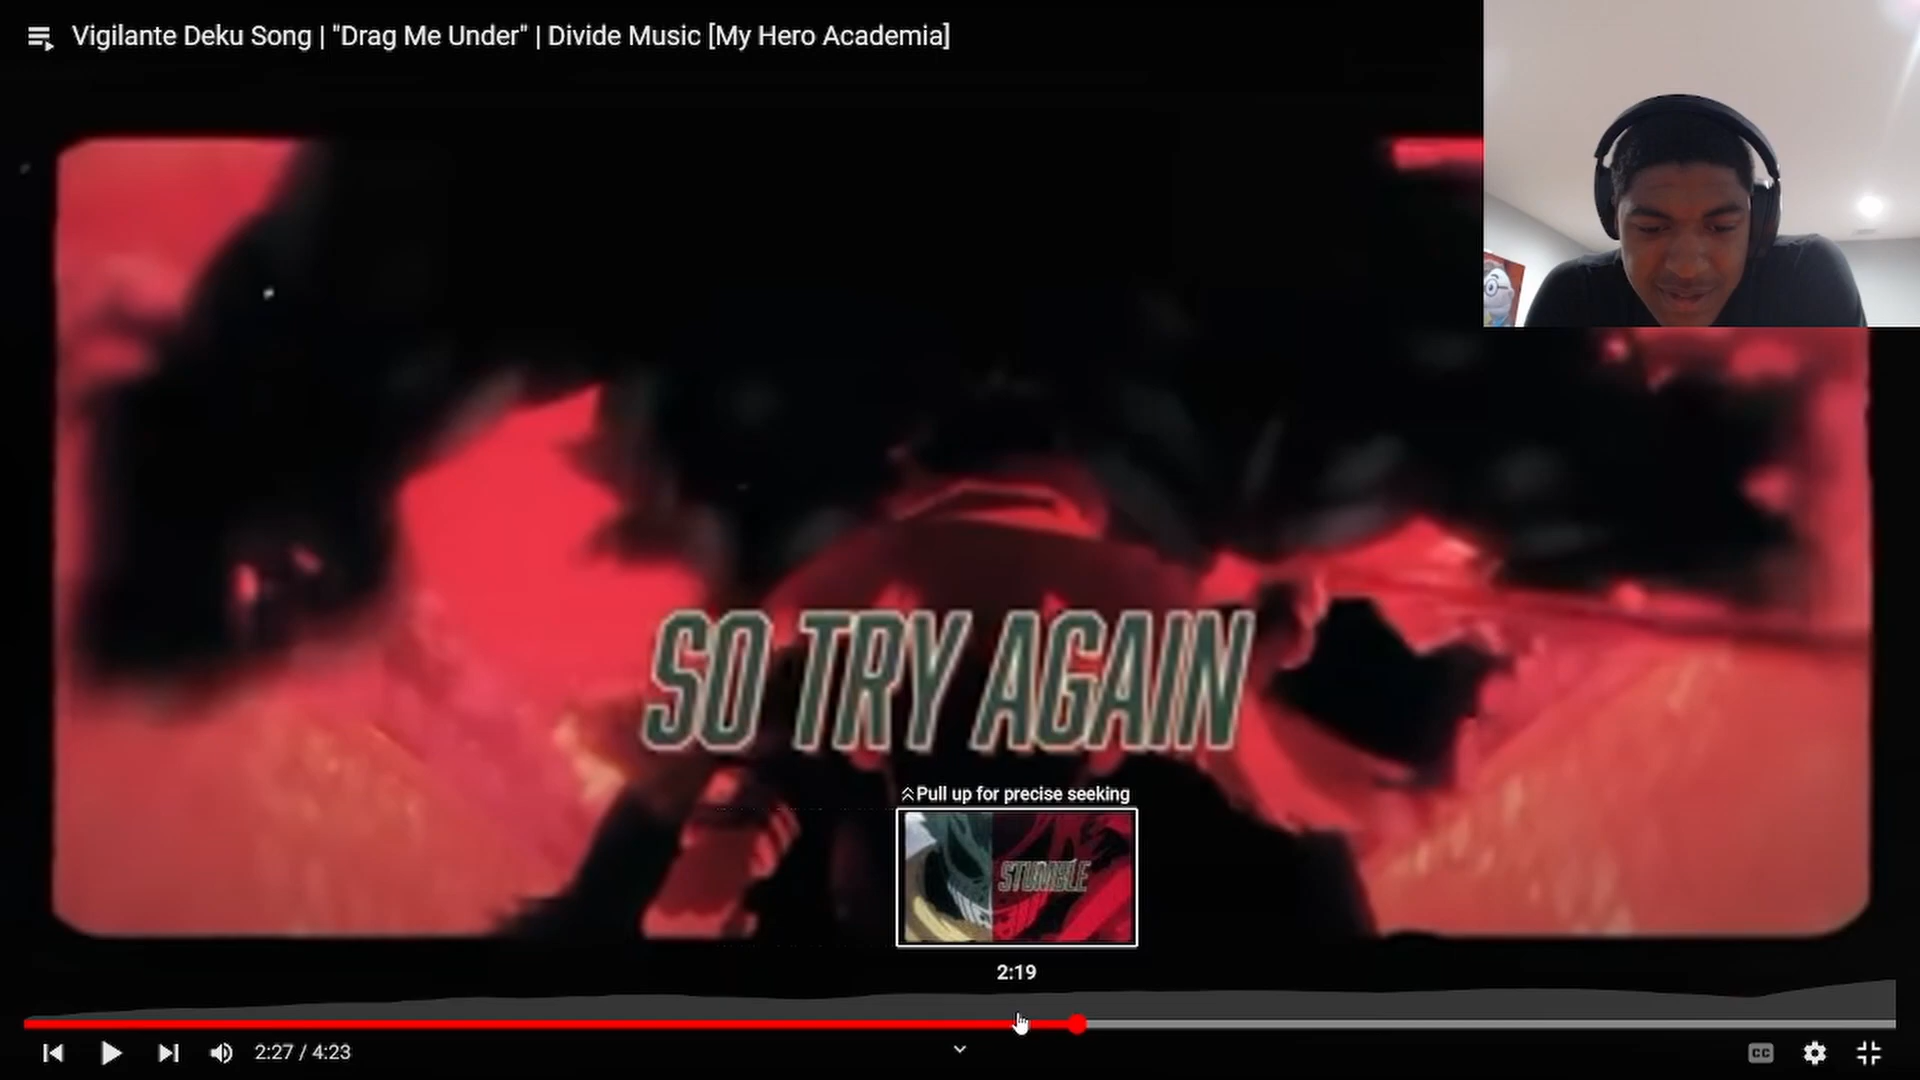 Vigilante Deku Song | "Drag Me Under" | Divide Music [My Hero Academia]
SO TRY AGAIN
Pull up for precise seeking
STUMBLE
2:19
2:27 / 4:23
CC